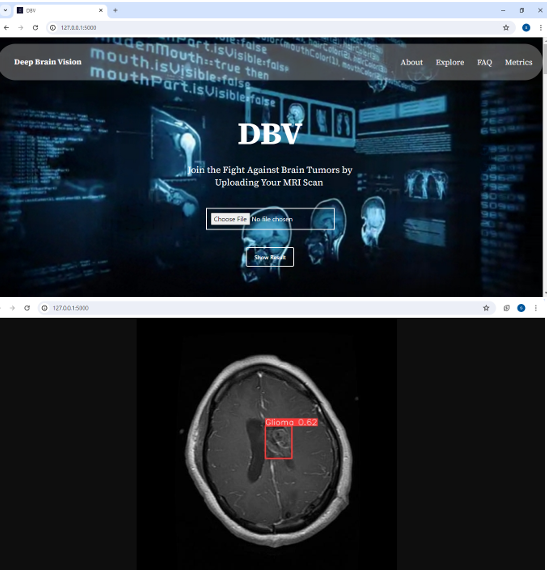 DBV
127.0.0.1:5000
HiddenMouth::true then
mouth.isVisible=false
mouthPart.isVisible=false
Deep Brain Vision
About Explore FAQ Metrics
DBV
Join the Fight Against Brain Tumors by
Uploading Your MRI Scan
Choose File No file chosen
Show Result
127.0.0.1:5000
Glioma 0.62